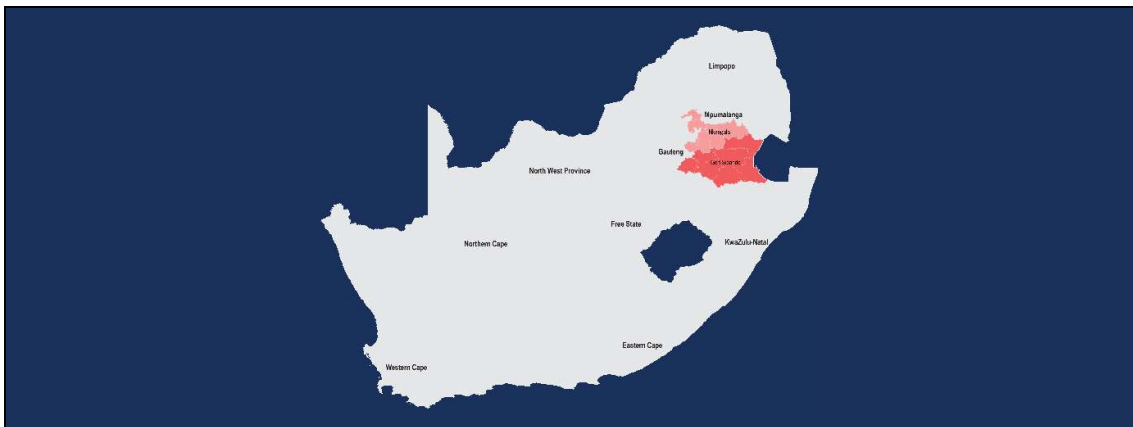 Limpopo
Mpumalanga
Nkangala
Gauteng
Gert Sibande
North West Province
Free State
Northern Cape
KwaZulu-Natal
Eastern Cape
Western Cape